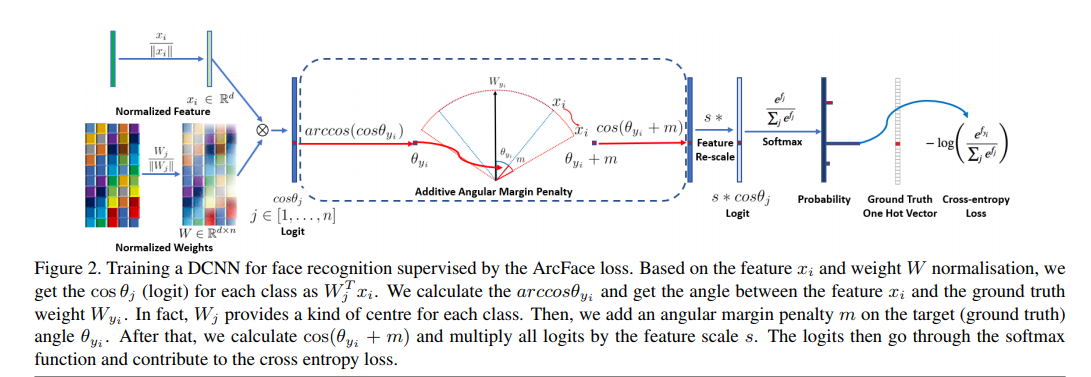 x_i / ‖x_i‖
x_i ∈ ℝ^d
Normalized Feature
W_j / ‖W_j‖
W ∈ ℝ^{d×n}
Normalized Weights
⊗
cosθ_j
j ∈ [1, . . . , n]
Logit
arccos(cosθ_{y_i})
θ_{y_i}
W_{y_i}
x_i
θ_{y_i}
m
x_i
cos(θ_{y_i} + m)
θ_{y_i} + m
Additive Angular Margin Penalty
s *
Feature
Re-scale
s * cosθ_j
Logit
e^{f_j} / Σ_j e^{f_j}
Softmax
Probability
Ground Truth
One Hot Vector
− log( e^{f_{y_i}} / Σ_j e^{f_j} )
Cross-entropy
Loss
Figure 2. Training a DCNN for face recognition supervised by the ArcFace loss. Based on the feature x_i and weight W normalisation, we
get the cos θ_j (logit) for each class as W_j^T x_i. We calculate the arccosθ_{y_i} and get the angle between the feature x_i and the ground truth
weight W_{y_i}. In fact, W_j provides a kind of centre for each class. Then, we add an angular margin penalty m on the target (ground truth)
angle θ_{y_i}. After that, we calculate cos(θ_{y_i} + m) and multiply all logits by the feature scale s. The logits then go through the softmax
function and contribute to the cross entropy loss.